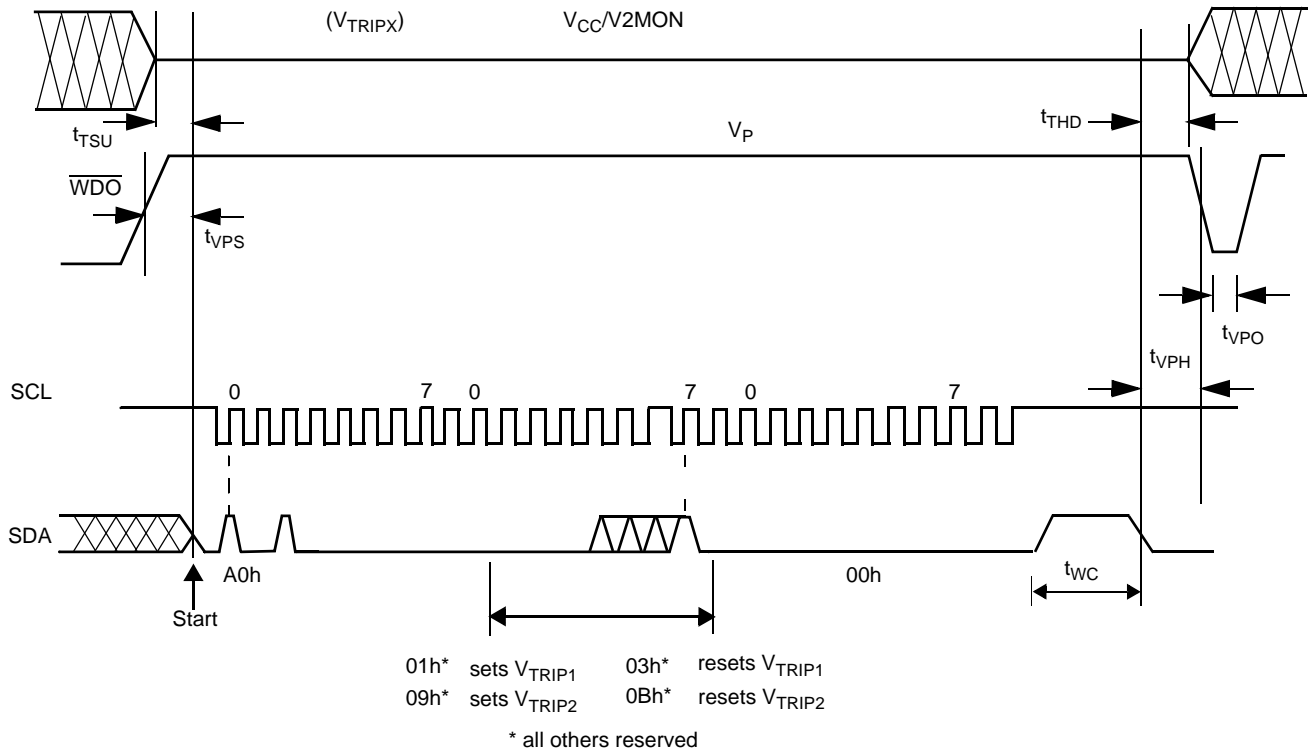 (VTRIPX) VCC/V2MON
tTSU
tTHD
VP
WDO
tVPS
tVPO
tVPH
SCL
0 7 0 7 0 7
SDA
A0h
00h
tWC
Start
01h* sets VTRIP1 03h* resets VTRIP1
09h* sets VTRIP2 0Bh* resets VTRIP2
* all others reserved